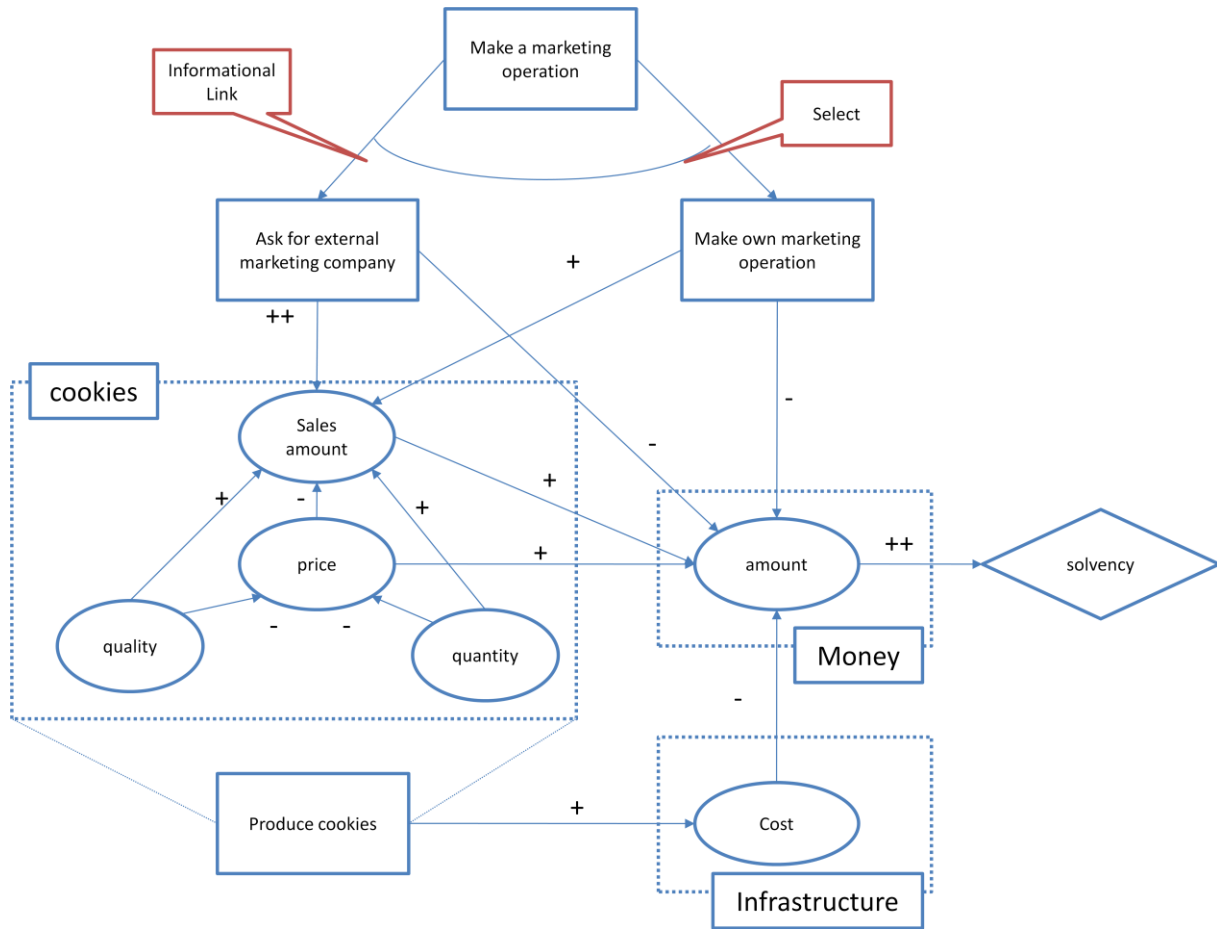 Make a marketing
operation
Informational
Link
Select
Ask for external
marketing company
Make own marketing
operation
+
++
cookies
Sales
amount
-
-
+
-
+
+
price
+
amount
++
solvency
-
-
quality
quantity
Money
-
Produce cookies
+
Cost
Infrastructure